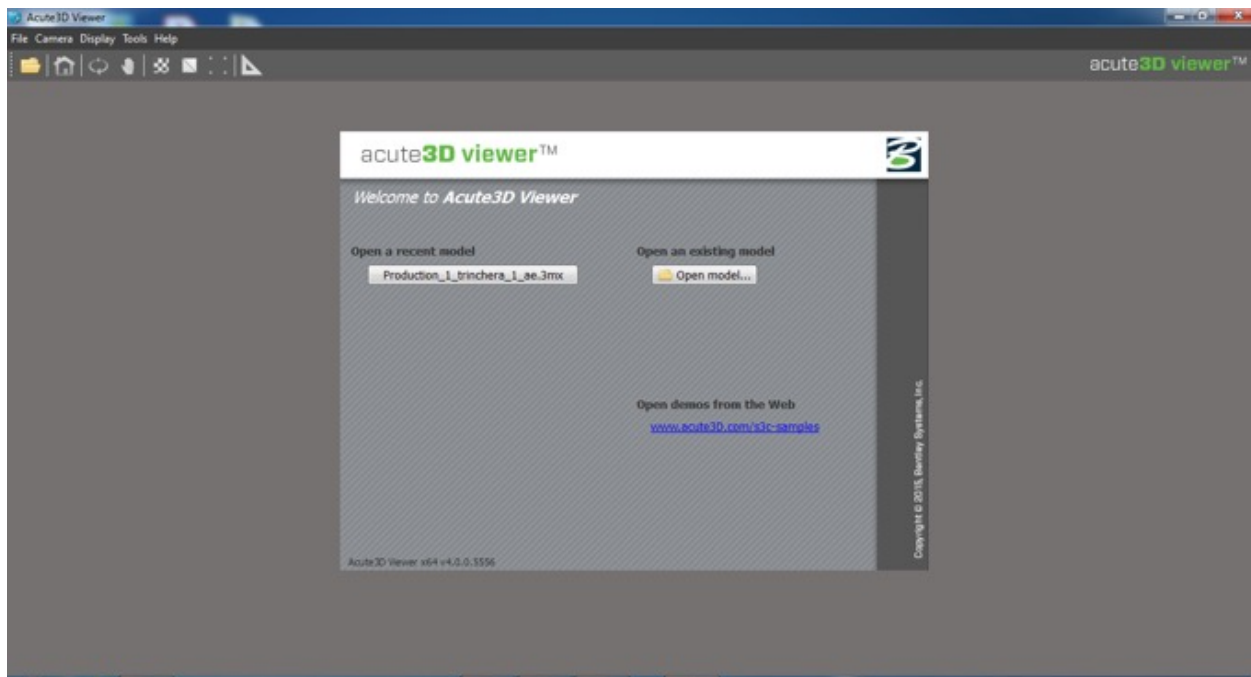 Acute3D Viewer
File Camera Display Tools Help
acute3D viewer™
acute3D viewer™
Welcome to Acute3D Viewer
Open a recent model
Production_1_trinchera_1_ae.3mx
Open an existing model
Open model...
Open demos from the Web
www.acute3D.com/s3c-samples
Acute3D Viewer x64 v4.0.0.5556
Copyright © 2015, Bentley Systems, Inc.